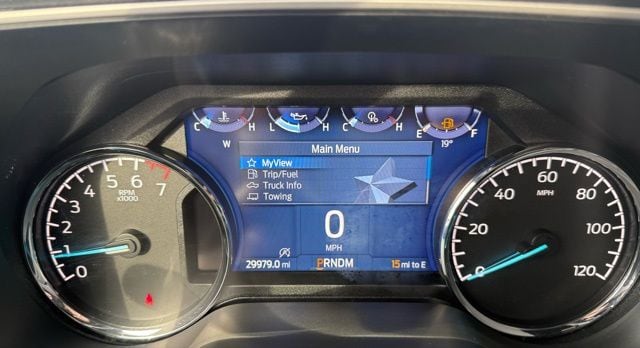 C H L H C H E F
W 19°
Main Menu
MyView
Trip/Fuel
Truck Info
Towing
0
MPH
29979.0 mi PRNDM 15 mi to E
0 1 2 3 4 5 6 7
RPM
x1000
0 20 40 60 80 100 120
MPH